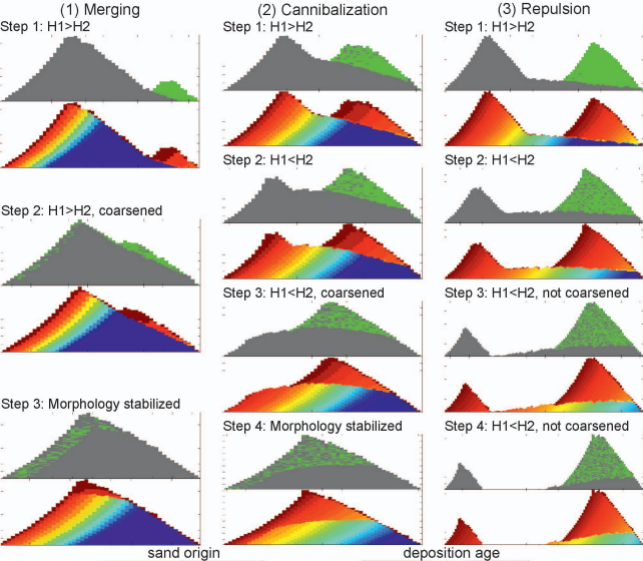 (1) Merging
(2) Cannibalization
(3) Repulsion
Step 1: H1>H2
Step 1: H1>H2
Step 1: H1>H2
Step 2: H1<H2
Step 2: H1<H2
Step 2: H1>H2, coarsened
Step 3: H1<H2, coarsened
Step 3: H1<H2, not coarsened
Step 3: Morphology stabilized
Step 4: Morphology stabilized
Step 4: H1<H2, not coarsened
sand origin
deposition age